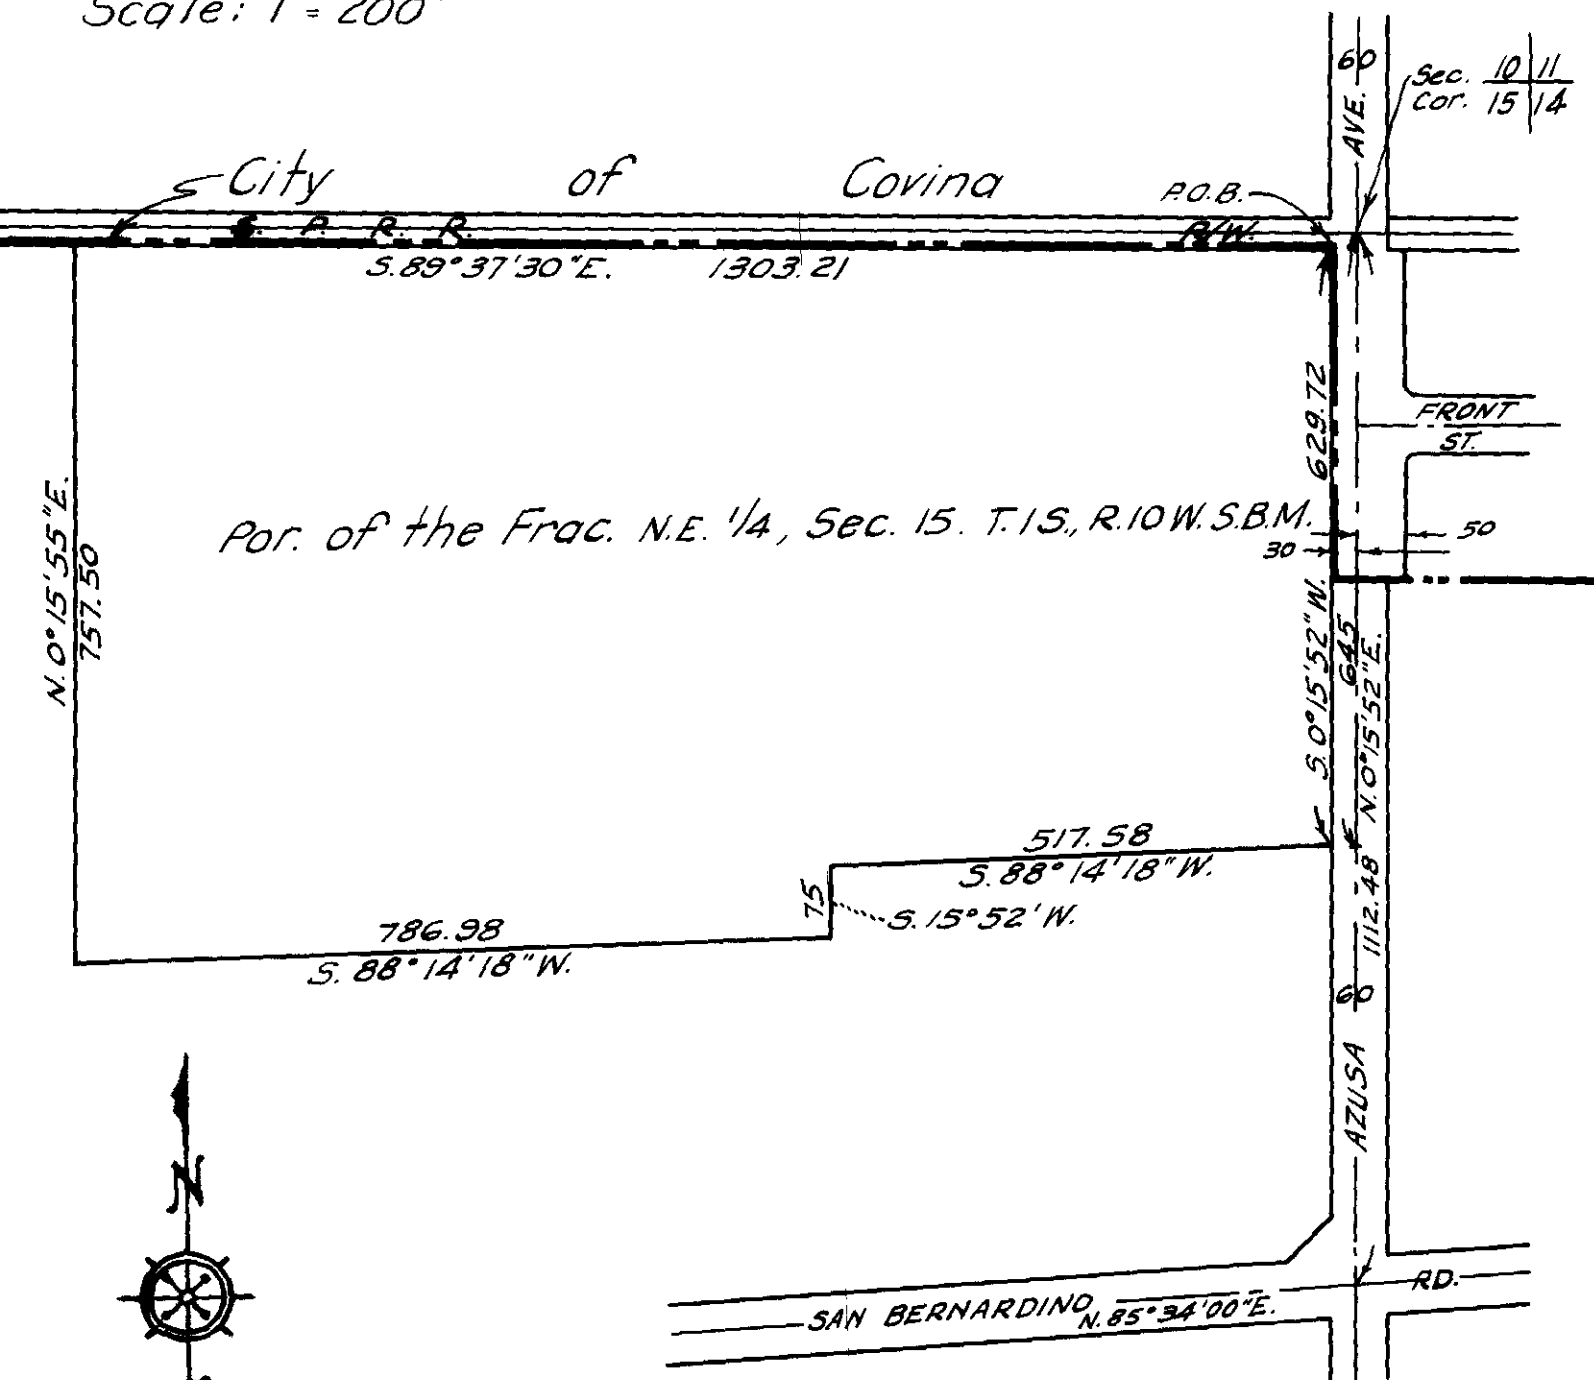 Scale: 1" = 200'
Sec. 10 11
Cor. 15 14
60
AVE.
City of Covina
P.O.B.
S. P. R. R. R/W.
S.89°37'30"E. 1303.21
629.72
FRONT
ST.
N.0°15'55"E.
757.50
Por. of the Frac. N.E. 1/4, Sec. 15. T.1S., R.10W. S.B.M.
50
30
S.0°15'52"W.
645
1112.48 N.0°15'52"E.
517.58
S.88°14'18"W.
75
S.15°52'W.
786.98
S.88°14'18"W.
60
AZUSA
N
SAN BERNARDINO RD.
N.85°34'00"E.